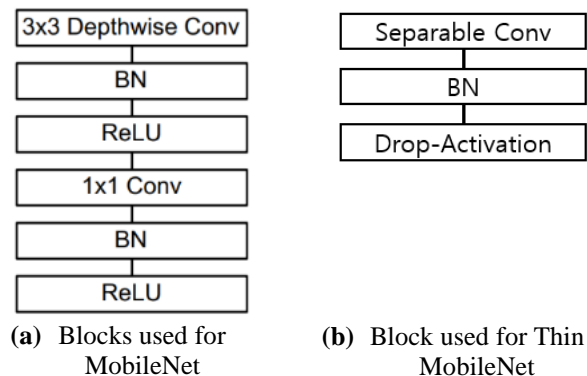 3x3 Depthwise Conv
BN
ReLU
1x1 Conv
BN
ReLU
(a) Blocks used for
MobileNet
Separable Conv
BN
Drop-Activation
(b) Block used for Thin
MobileNet